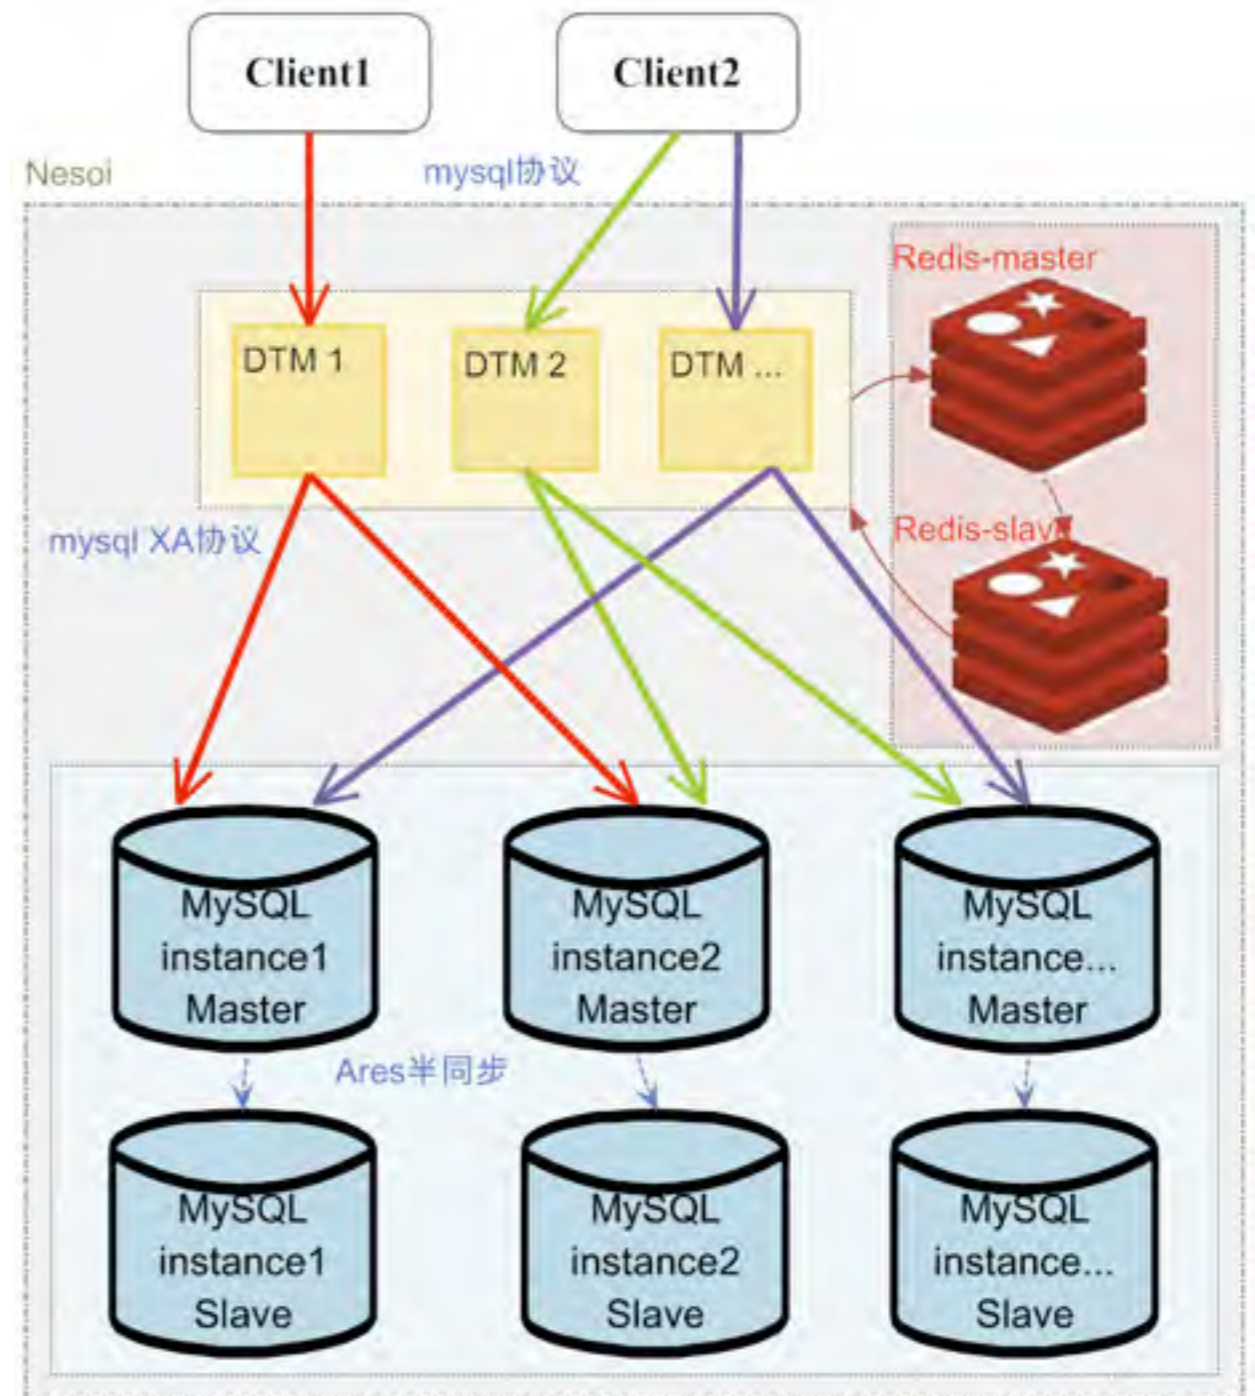 Client1
Client2
Nesoi
mysql协议
Redis-master
DTM 1
DTM 2
DTM ...
mysql XA协议
Redis-slave
MySQL
instance1
Master
MySQL
instance2
Master
MySQL
instance...
Master
Ares半同步
MySQL
instance1
Slave
MySQL
instance2
Slave
MySQL
instance...
Slave